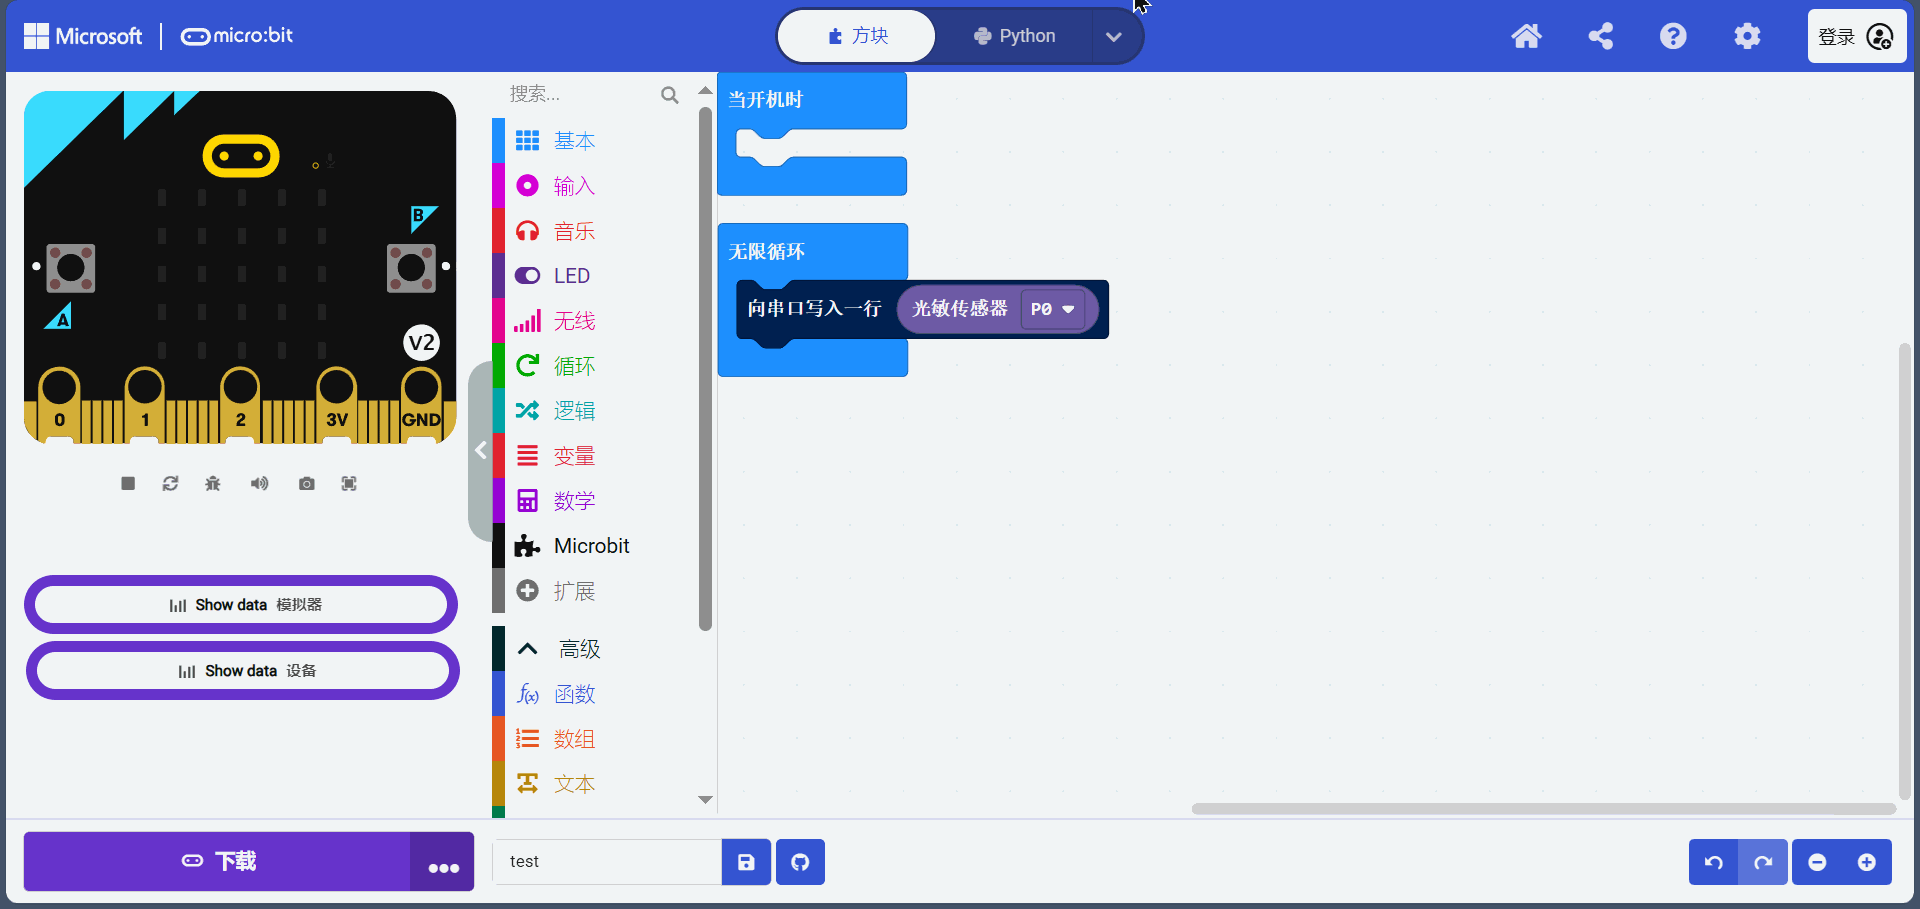 Microsoft
micro:bit
方块
Python
登录
搜索...
基本
输入
音乐
LED
无线
循环
逻辑
变量
数学
Microbit
扩展
高级
函数
数组
文本
B
A
V2
0
1
2
3V
GND
Show data 模拟器
Show data 设备
当开机时
无限循环
向串口写入一行 光敏传感器 P0
下载
test